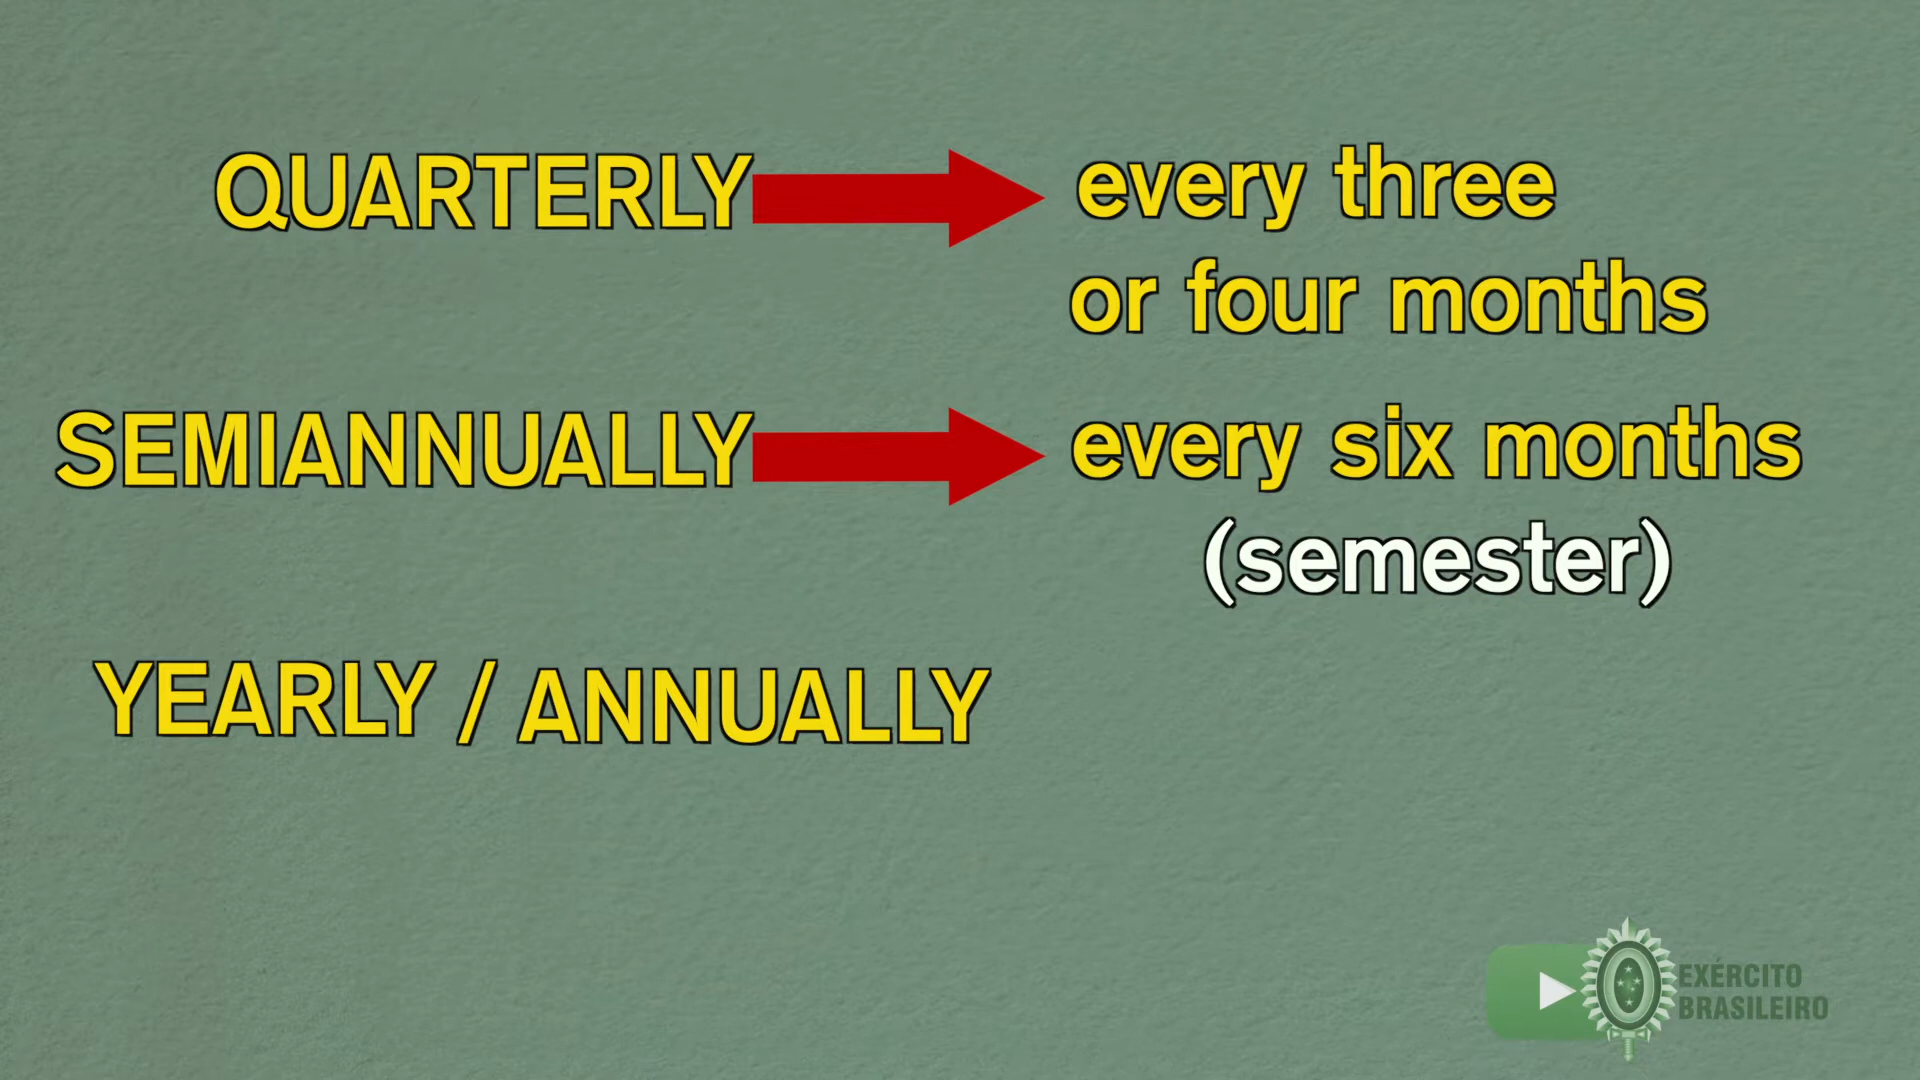 QUARTERLY every three
or four months
SEMIANNUALLY every six months
(semester)
YEARLY / ANNUALLY
EXÉRCITO
BRASILEIRO